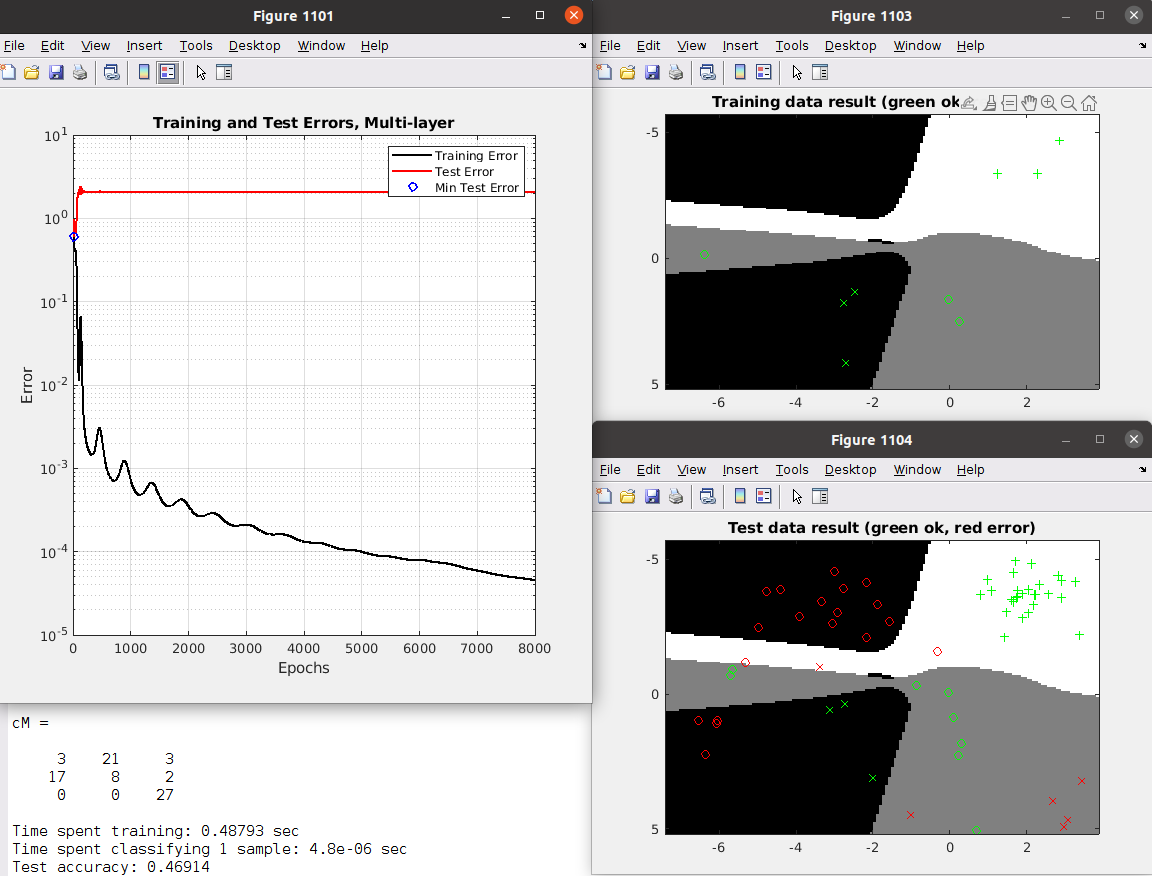 Figure 1101
File Edit View Insert Tools Desktop Window Help
Training and Test Errors, Multi-layer
Training Error
Test Error
Min Test Error
10^1
10^0
10^-1
10^-2
10^-3
10^-4
10^-5
Error
0 1000 2000 3000 4000 5000 6000 7000 8000
Epochs
Figure 1103
File Edit View Insert Tools Desktop Window Help
Training data result (green ok
-5
0
5
-6 -4 -2 0 2
Figure 1104
File Edit View Insert Tools Desktop Window Help
Test data result (green ok, red error)
-5
0
5
-6 -4 -2 0 2
cM =
3 21 3
17 8 2
0 0 27
Time spent training: 0.48793 sec
Time spent classifying 1 sample: 4.8e-06 sec
Test accuracy: 0.46914